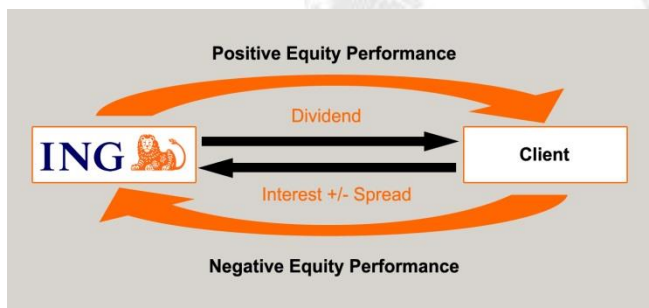 Positive Equity Performance
Dividend
ING
Client
Interest +/- Spread
Negative Equity Performance